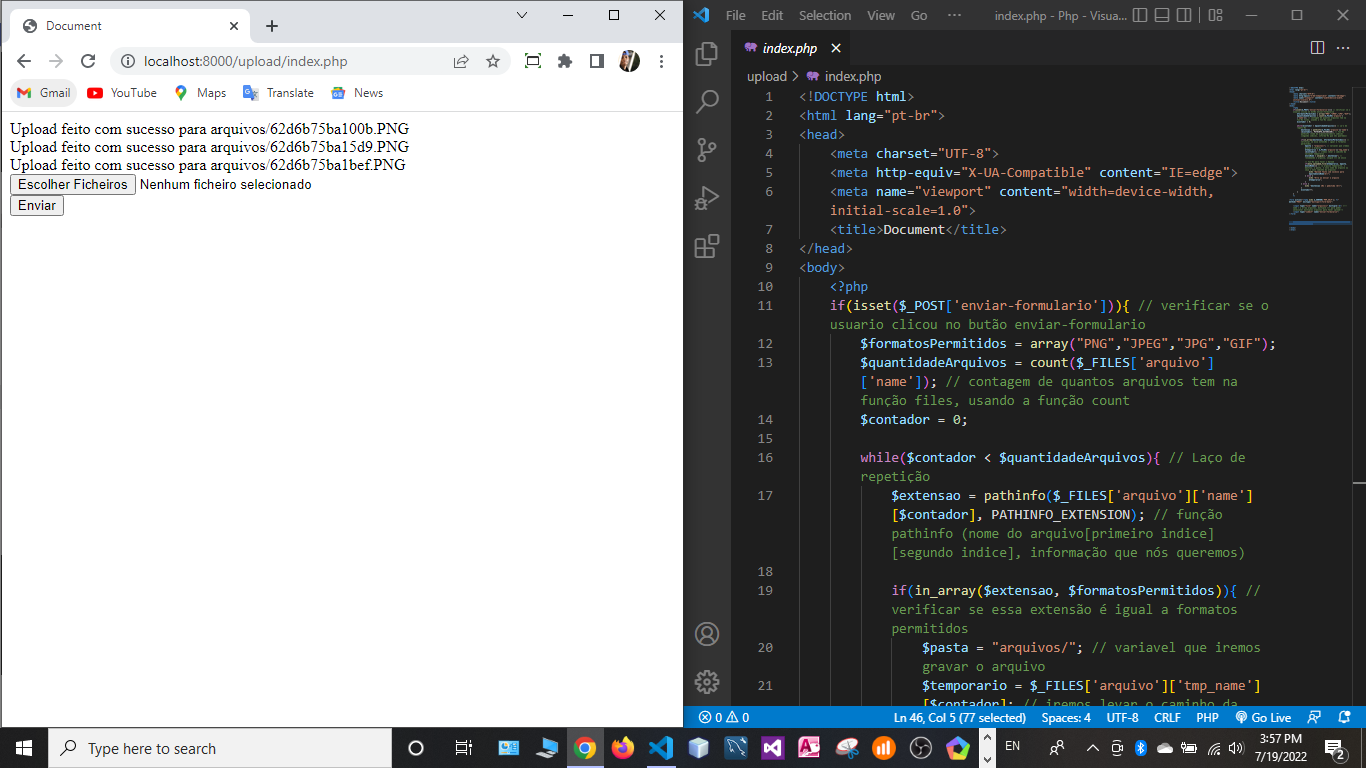 Document
localhost:8000/upload/index.php
Gmail
YouTube
Maps
Translate
News
Upload feito com sucesso para arquivos/62d6b75ba100b.PNG
Upload feito com sucesso para arquivos/62d6b75ba15d9.PNG
Upload feito com sucesso para arquivos/62d6b75ba1bef.PNG
Escolher Ficheiros Nenhum ficheiro selecionado
Enviar
File Edit Selection View Go ··· index.php - Php - Visua...
index.php
upload > index.php
1 <!DOCTYPE html>
2 <html lang="pt-br">
3 <head>
4 <meta charset="UTF-8">
5 <meta http-equiv="X-UA-Compatible" content="IE=edge">
6 <meta name="viewport" content="width=device-width,
initial-scale=1.0">
7 <title>Document</title>
8 </head>
9 <body>
10 <?php
11 if(isset($_POST['enviar-formulario'])){ // verificar se o
usuario clicou no butão enviar-formulario
12 $formatosPermitidos = array("PNG","JPEG","JPG","GIF");
13 $quantidadeArquivos = count($_FILES['arquivo']
['name']); // contagem de quantos arquivos tem na
função files, usando a função count
14 $contador = 0;
15
16 while($contador < $quantidadeArquivos){ // Laço de
repetição
17 $extensao = pathinfo($_FILES['arquivo']['name']
[$contador], PATHINFO_EXTENSION); // função
pathinfo (nome do arquivo[primeiro indice]
[segundo indice], informação que nós queremos)
18
19 if(in_array($extensao, $formatosPermitidos)){ //
verificar se essa extensão é igual a formatos
permitidos
20 $pasta = "arquivos/"; // variavel que iremos
gravar o arquivo
21 $temporario = $_FILES['arquivo']['tmp_name']
[$contador]; // iremos levar o caminho da
0 0 Ln 46, Col 5 (77 selected) Spaces: 4 UTF-8 CRLF PHP Go Live
Type here to search
EN
3:57 PM
7/19/2022
2